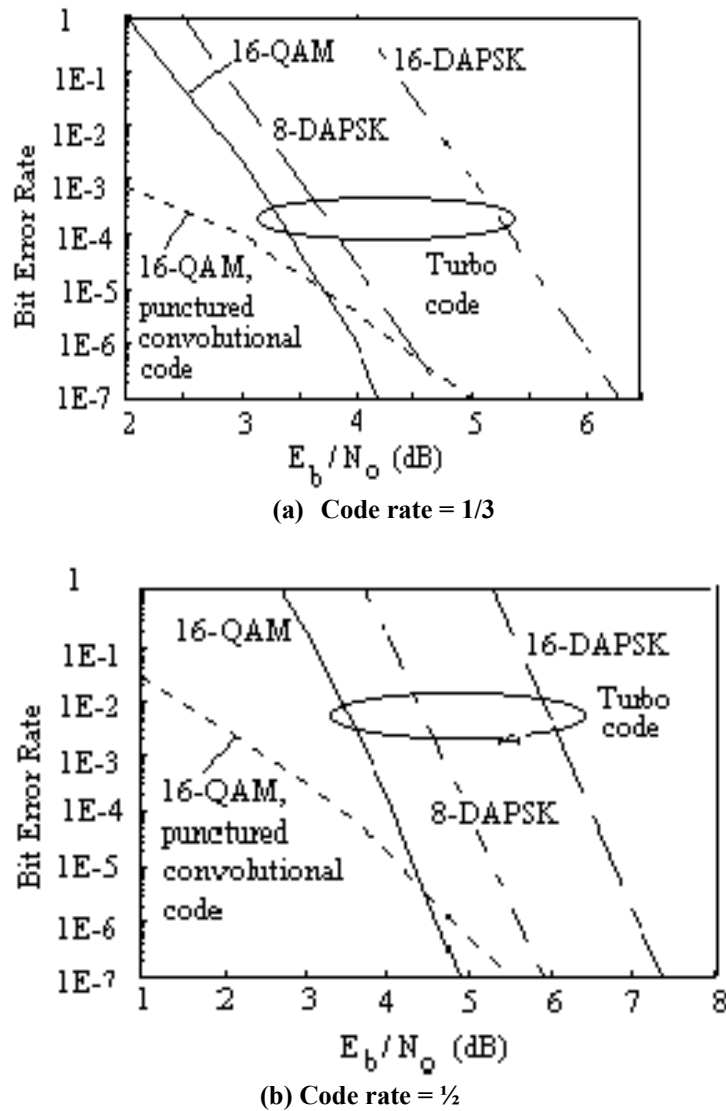 1
1E-1
1E-2
1E-3
1E-4
1E-5
1E-6
1E-7
Bit Error Rate
16-QAM
8-DAPSK
16-DAPSK
Turbo
code
16-QAM,
punctured
convolutional
code
2 3 4 5 6
E_b / N_o (dB)
(a) Code rate = 1/3
1
1E-1
1E-2
1E-3
1E-4
1E-5
1E-6
1E-7
Bit Error Rate
16-QAM
16-DAPSK
Turbo
code
16-QAM,
punctured
convolutional
code
8-DAPSK
1 2 3 4 5 6 7 8
E_b / N_o (dB)
(b) Code rate = ½